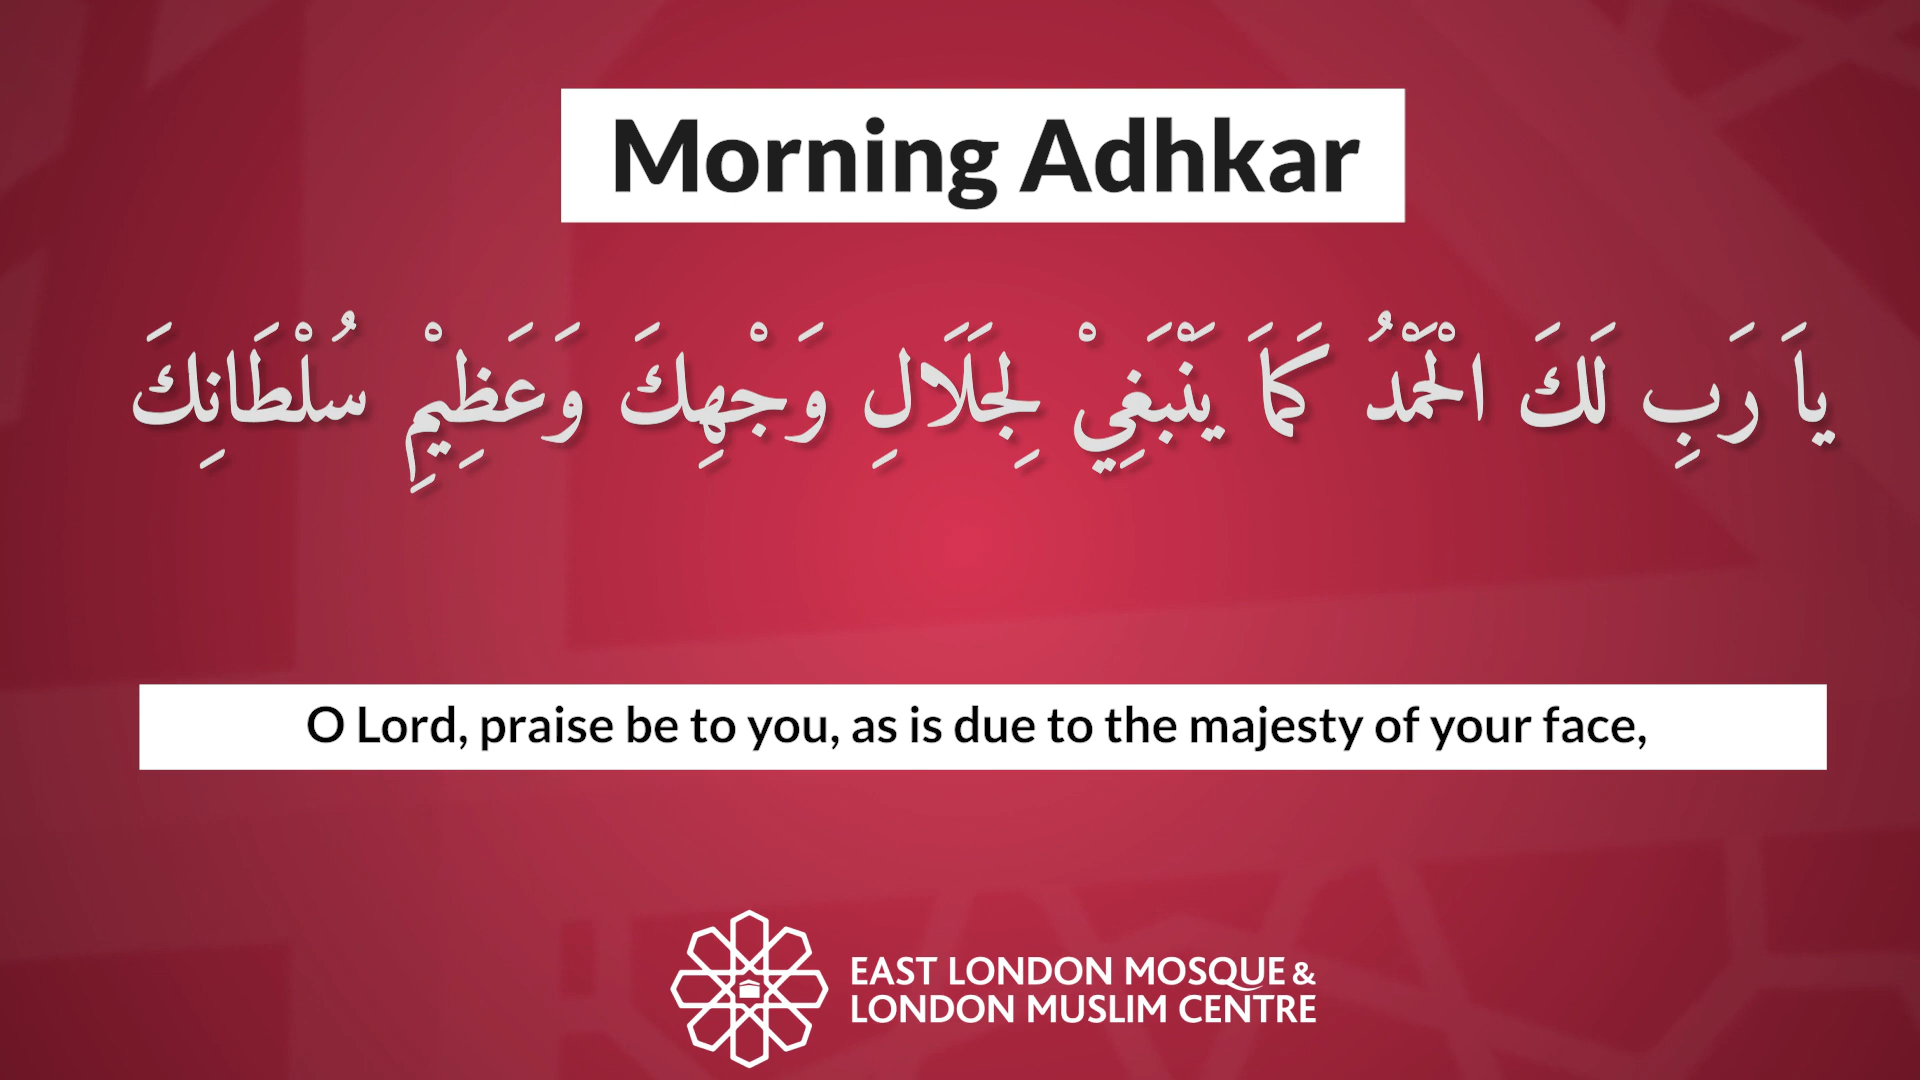 Morning Adhkar
ياَ رَبِ لَكَ الْحَمْدُ كَمَا يَنْبَغِيْ لِجَلَالِ وَجْهِكَ وَعَظِيْمِ سُلْطَانِكَ
O Lord, praise be to you, as is due to the majesty of your face,
EAST LONDON MOSQUE &
LONDON MUSLIM CENTRE